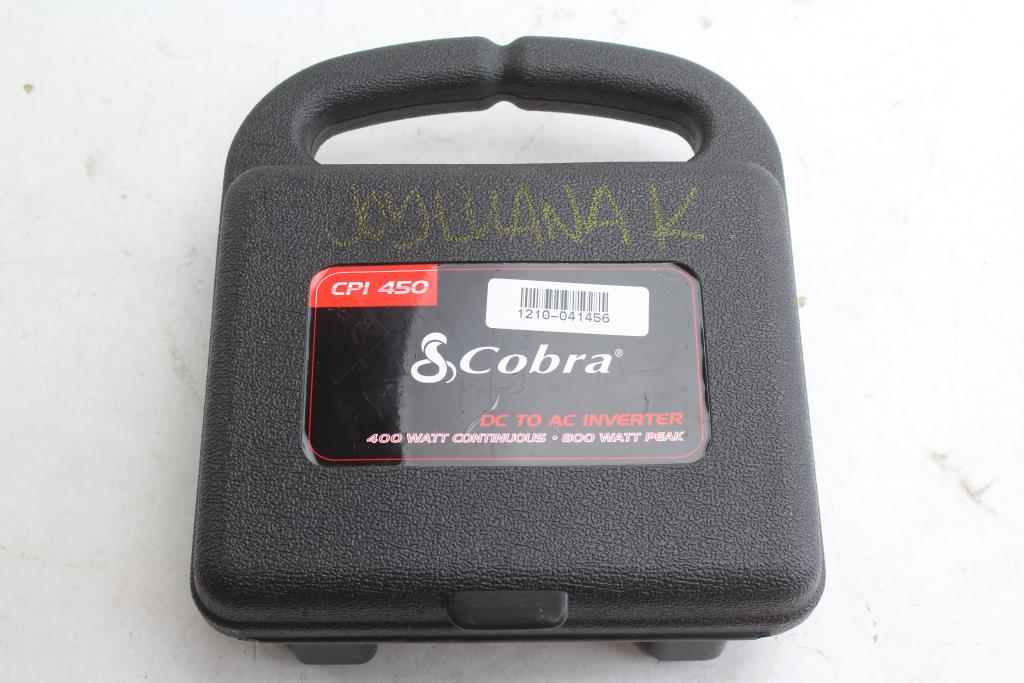 JOYLUANA K.
CPI 450
1210-041456
Cobra®
DC TO AC INVERTER
400 WATT CONTINUOUS • 800 WATT PEAK